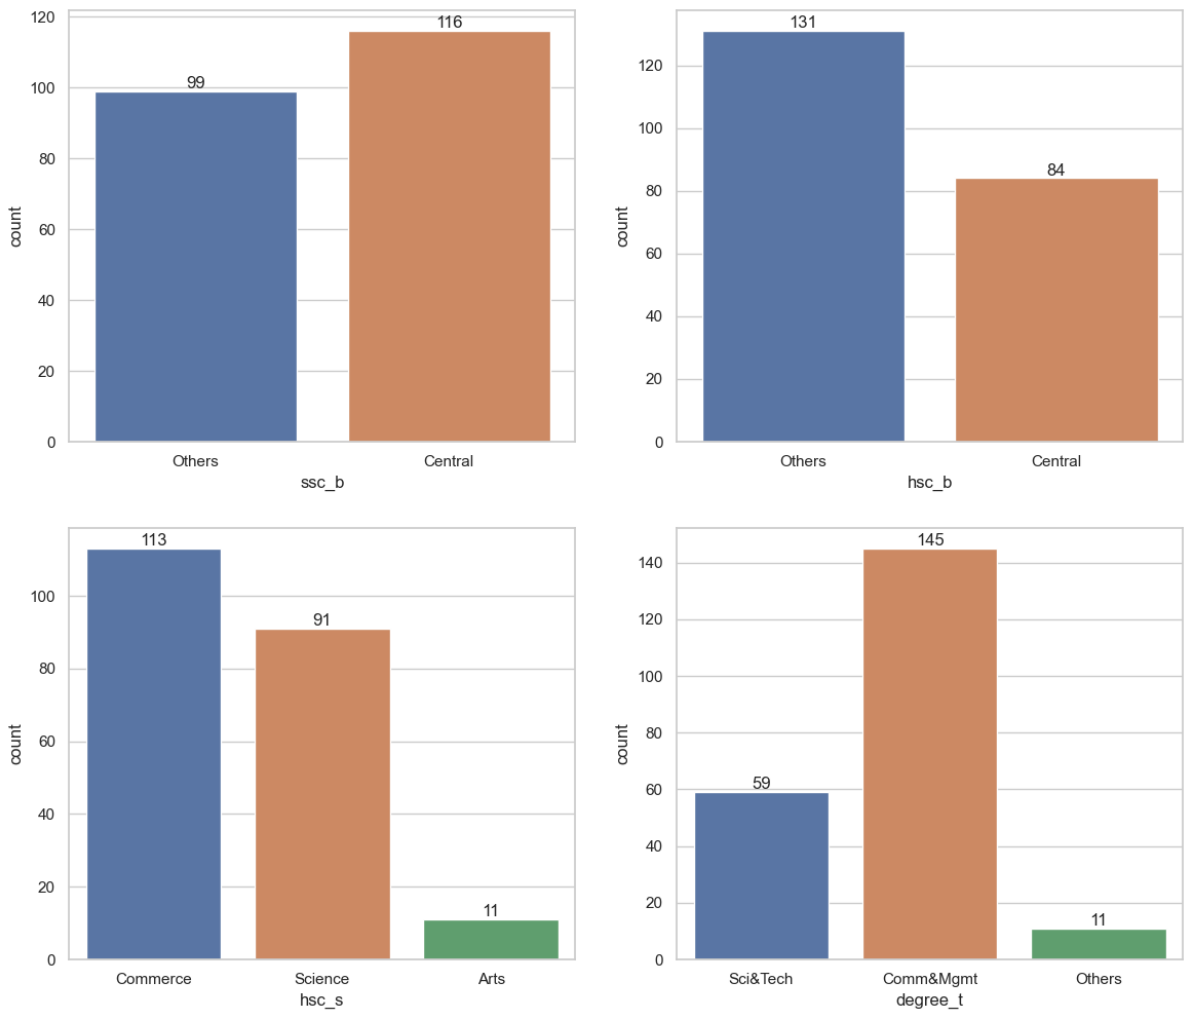 120
100
80
60
40
20
0
count
99
116
Others
Central
ssc_b
120
100
80
60
40
20
0
count
131
84
Others
Central
hsc_b
100
80
60
40
20
0
count
113
91
11
Commerce
Science
Arts
hsc_s
140
120
100
80
60
40
20
0
count
59
145
11
Sci&Tech
Comm&Mgmt
Others
degree_t